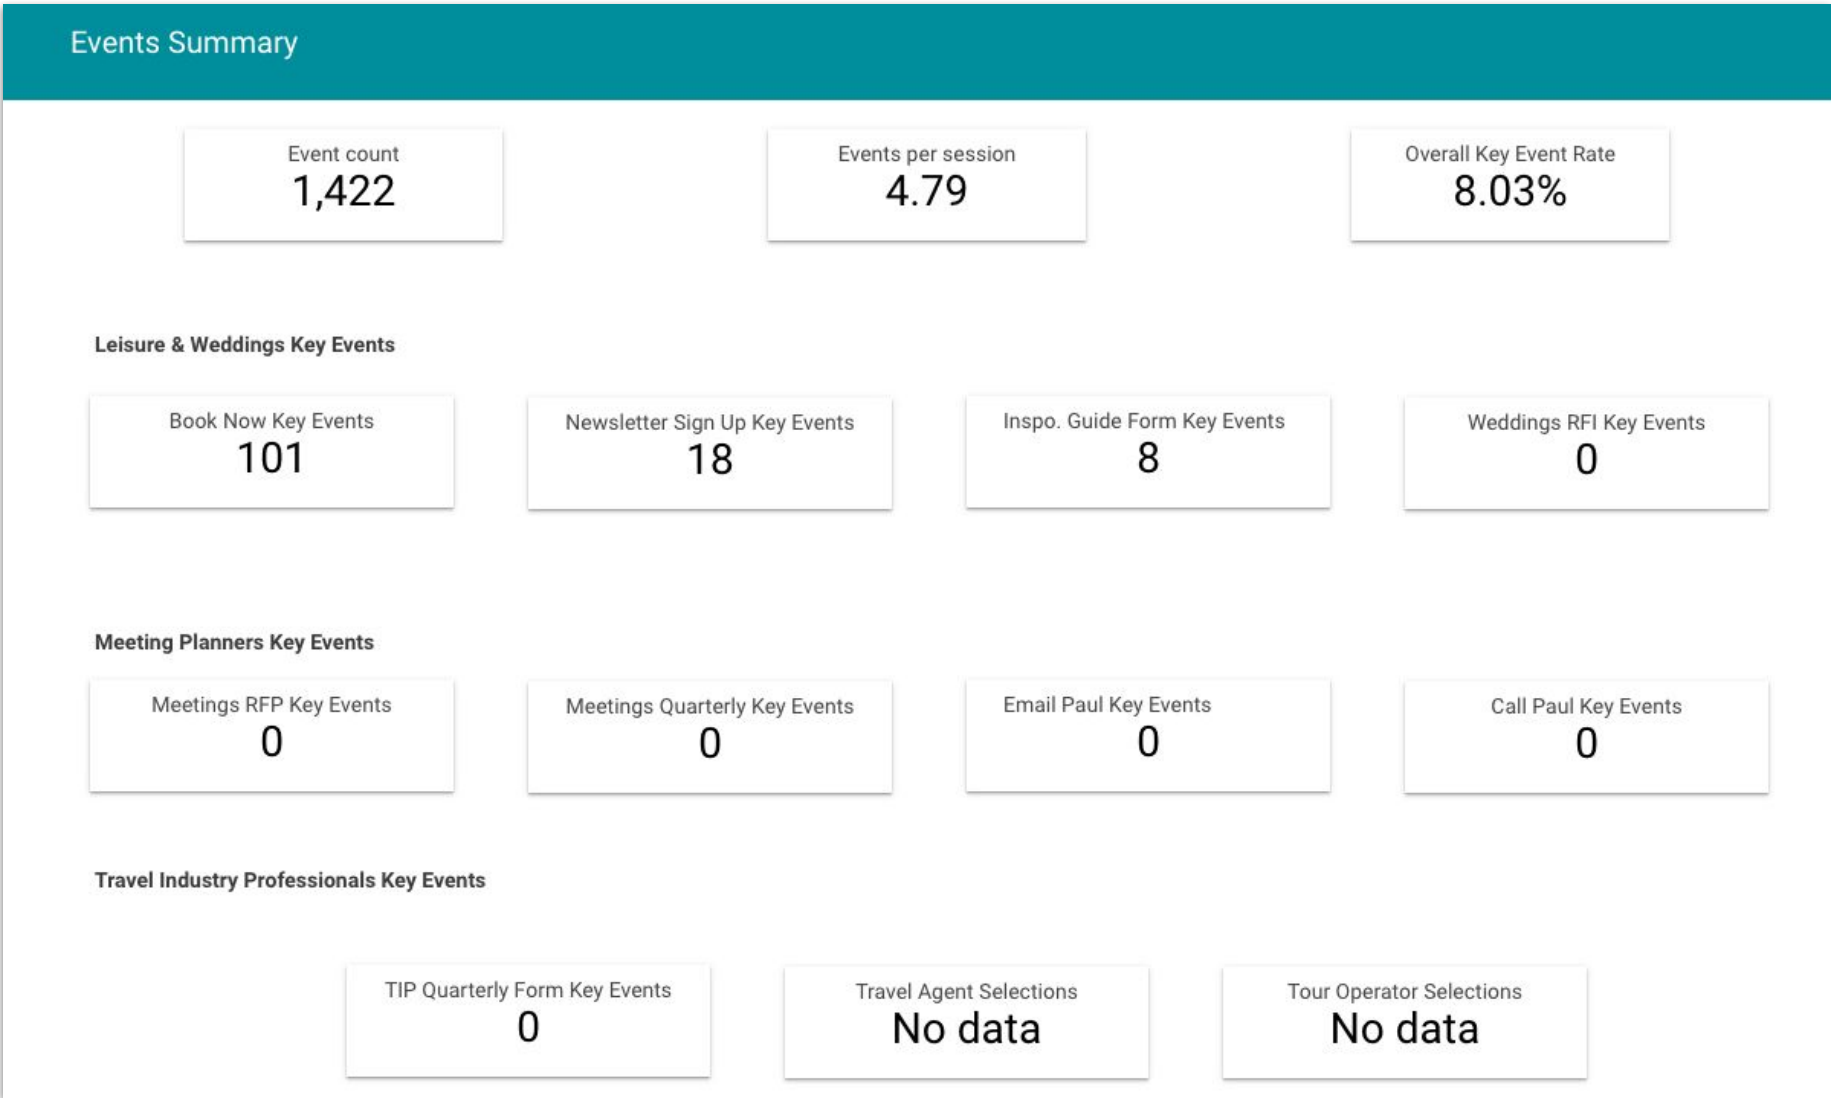 Events Summary
Event count
1,422
Events per session
4.79
Overall Key Event Rate
8.03%
Leisure & Weddings Key Events
Book Now Key Events
101
Newsletter Sign Up Key Events
18
Inspo. Guide Form Key Events
8
Weddings RFI Key Events
0
Meeting Planners Key Events
Meetings RFP Key Events
0
Meetings Quarterly Key Events
0
Email Paul Key Events
0
Call Paul Key Events
0
Travel Industry Professionals Key Events
TIP Quarterly Form Key Events
0
Travel Agent Selections
No data
Tour Operator Selections
No data